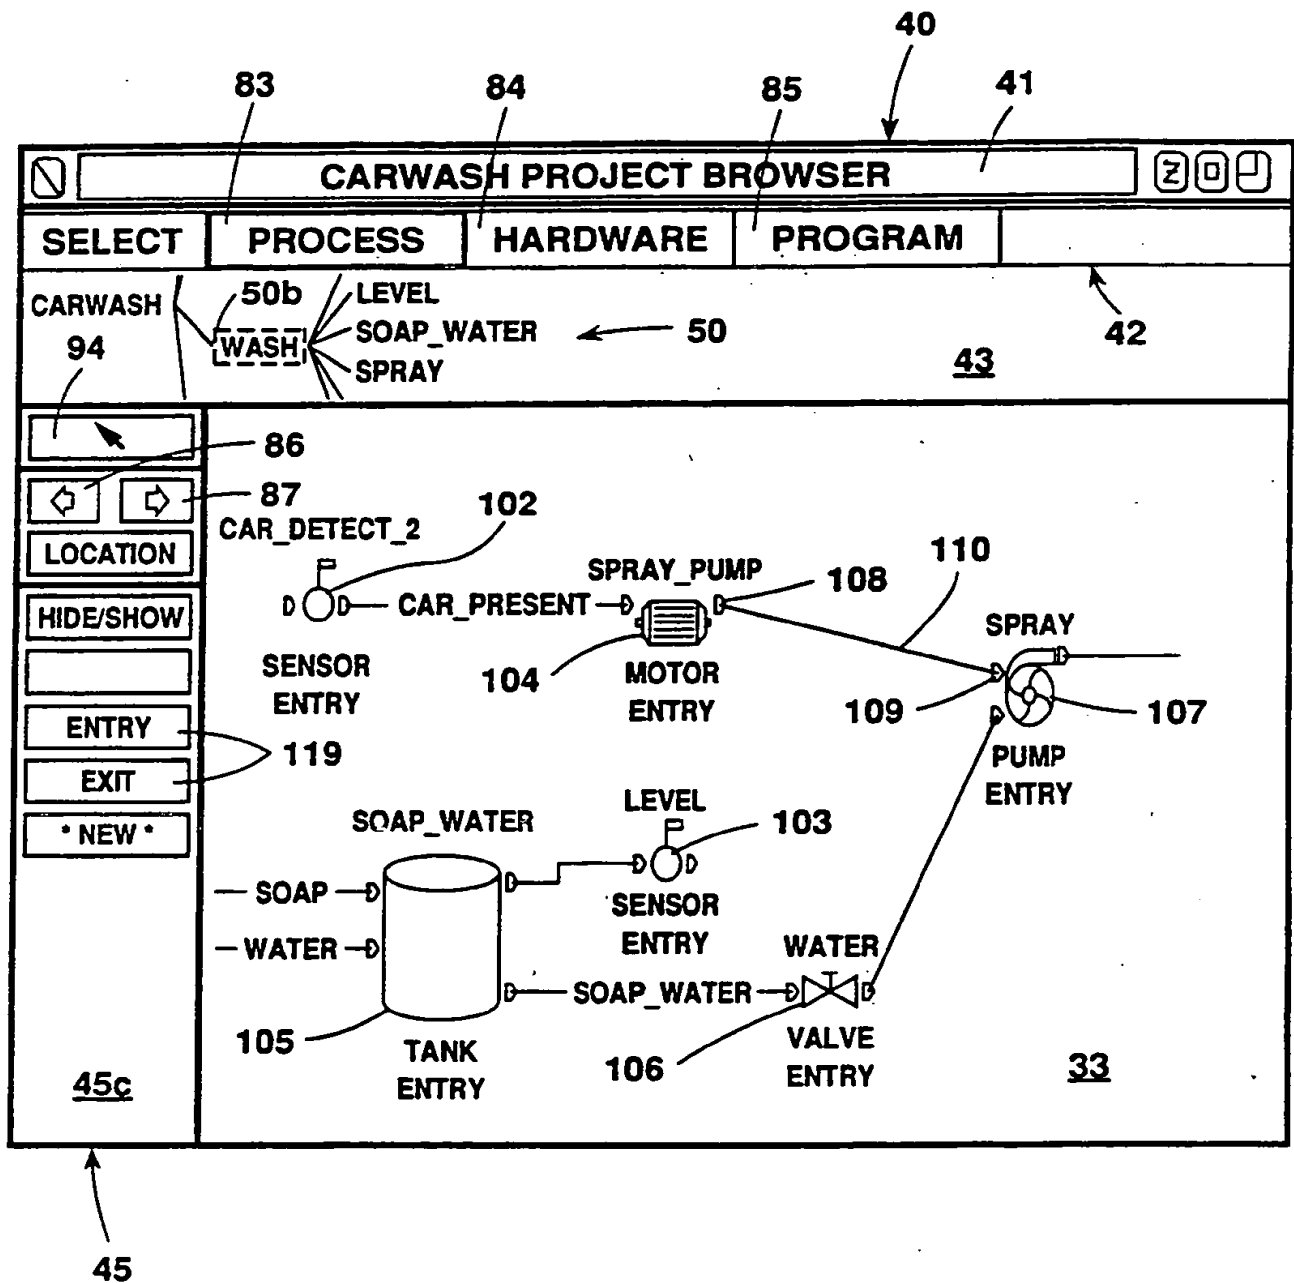 40
83
84
85
41
CARWASH PROJECT BROWSER
Z
SELECT
PROCESS
HARDWARE
PROGRAM
CARWASH
50b
LEVEL
SOAP_WATER
50
42
94
WASH
SPRAY
43
86
87
102
CAR_DETECT_2
LOCATION
110
SPRAY_PUMP
108
CAR_PRESENT
HIDE/SHOW
SPRAY
SENSOR
ENTRY
104
MOTOR
ENTRY
109
107
ENTRY
119
EXIT
PUMP
ENTRY
LEVEL
* NEW *
SOAP_WATER
103
SOAP
SENSOR
ENTRY
WATER
WATER
SOAP_WATER
105
TANK
ENTRY
106
VALVE
ENTRY
33
45c
45